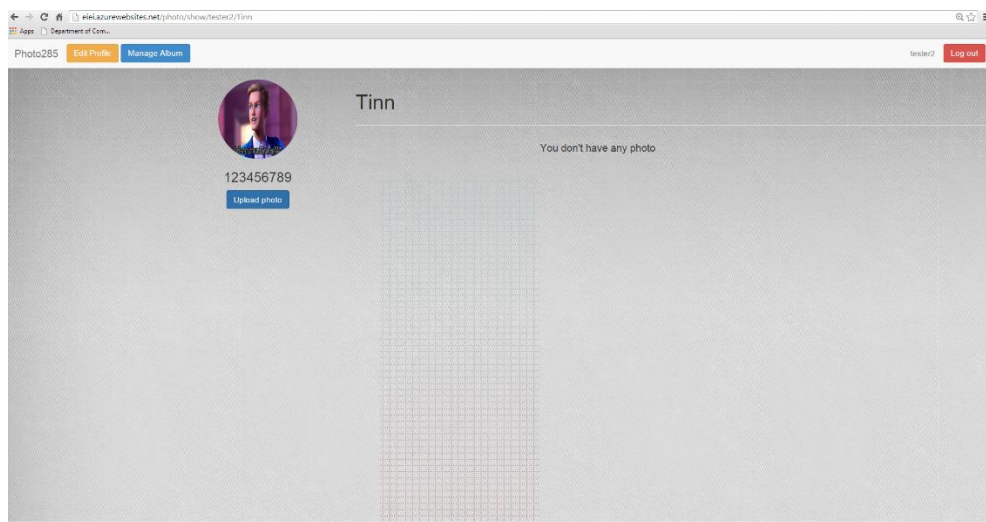 eiei.azurewebsites.net/photo/show/tester2/Tinn
Apps Department of Com...
Photo285 Edit Profile Manage Album tester2 Log out
Tinn
You don't have any photo
123456789
Upload photo